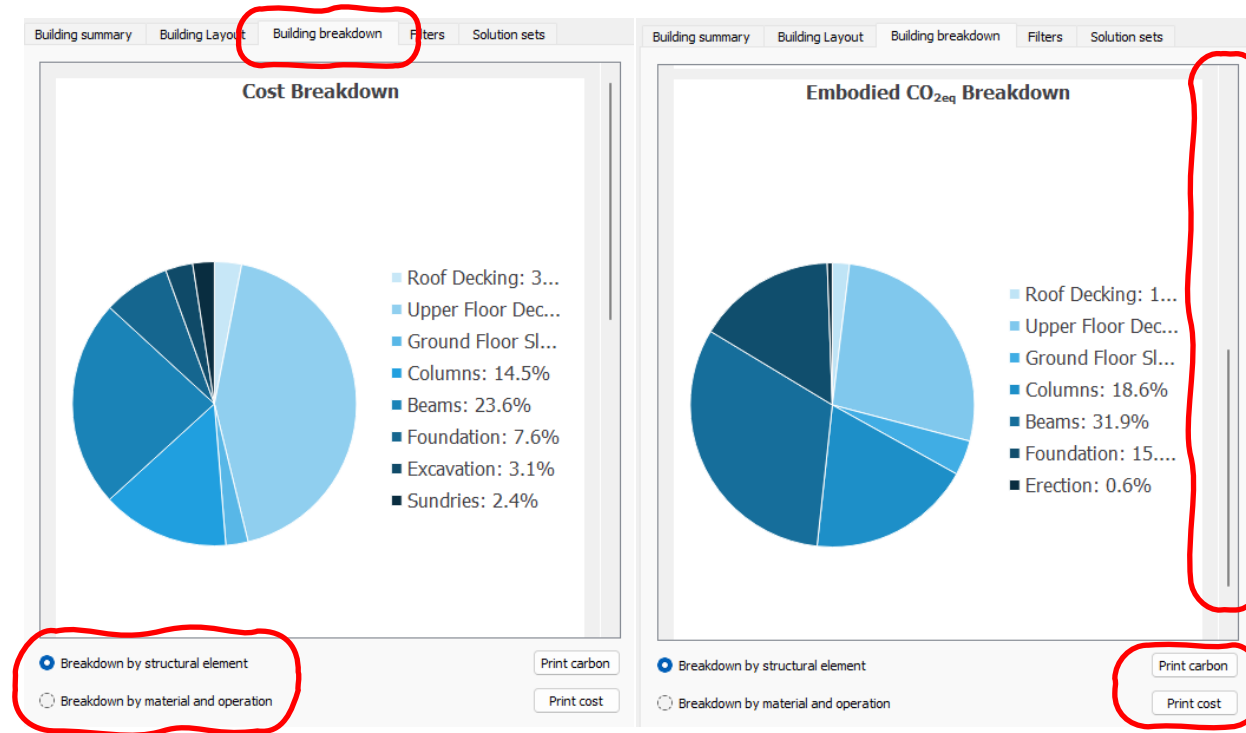 Building summary Building Layout Building breakdown Filters Solution sets
Cost Breakdown
Roof Decking: 3...
Upper Floor Dec...
Ground Floor Sl...
Columns: 14.5%
Beams: 23.6%
Foundation: 7.6%
Excavation: 3.1%
Sundries: 2.4%
Breakdown by structural element
Print carbon
Breakdown by material and operation
Print cost
Building summary Building Layout Building breakdown Filters Solution sets
Embodied CO2eq Breakdown
Roof Decking: 1...
Upper Floor Dec...
Ground Floor Sl...
Columns: 18.6%
Beams: 31.9%
Foundation: 15....
Erection: 0.6%
Breakdown by structural element
Print carbon
Breakdown by material and operation
Print cost